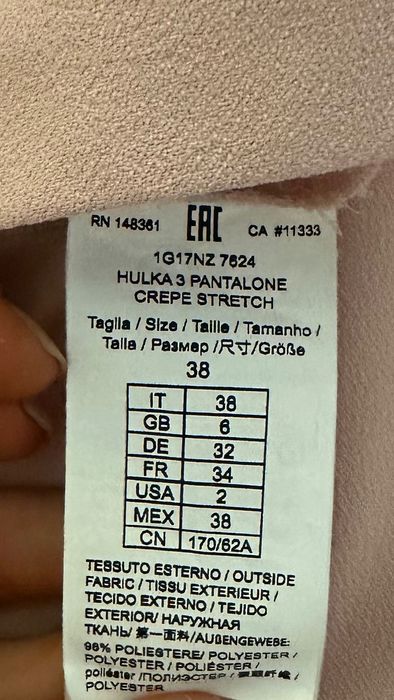 RN 148361 EAC CA #11333
1G17NZ 7624
HULKA 3 PANTALONE
CREPE STRETCH
Taglia / Size / Taille / Tamanho /
Talla / Размер /尺寸/Größe
38
IT 38
GB 6
DE 32
FR 34
USA 2
MEX 38
CN 170/62A
TESSUTO ESTERNO / OUTSIDE
FABRIC / TISSU EXTERIEUR /
TECIDO EXTERNO / TEJIDO
EXTERIOR/ НАРУЖНАЯ
ТКАНЬ/ 第一面料/AUßENGEWEBE:
96% POLIESTERE/ POLYESTER /
POLYESTER / POLIÉSTER /
poliéster /ПОЛИЭСТЕР /
POLYESTER